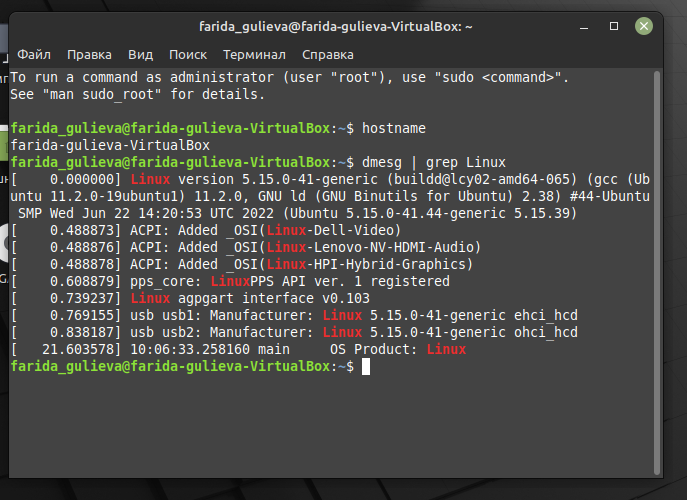 farida_gulieva@farida-gulieva-VirtualBox: ~
Файл Правка Вид Поиск Терминал Справка
To run a command as administrator (user "root"), use "sudo <command>".
See "man sudo_root" for details.
farida_gulieva@farida-gulieva-VirtualBox:~$ hostname
farida-gulieva-VirtualBox
farida_gulieva@farida-gulieva-VirtualBox:~$ dmesg | grep Linux
[    0.000000] Linux version 5.15.0-41-generic (buildd@lcy02-amd64-065) (gcc (Ub
untu 11.2.0-19ubuntu1) 11.2.0, GNU ld (GNU Binutils for Ubuntu) 2.38) #44-Ubuntu
 SMP Wed Jun 22 14:20:53 UTC 2022 (Ubuntu 5.15.0-41.44-generic 5.15.39)
[    0.488873] ACPI: Added _OSI(Linux-Dell-Video)
[    0.488876] ACPI: Added _OSI(Linux-Lenovo-NV-HDMI-Audio)
[    0.488878] ACPI: Added _OSI(Linux-HPI-Hybrid-Graphics)
[    0.608879] pps_core: LinuxPPS API ver. 1 registered
[    0.739237] Linux agpgart interface v0.103
[    0.769155] usb usb1: Manufacturer: Linux 5.15.0-41-generic ehci_hcd
[    0.838187] usb usb2: Manufacturer: Linux 5.15.0-41-generic ohci_hcd
[   21.603578] 10:06:33.258160 main     OS Product: Linux
farida_gulieva@farida-gulieva-VirtualBox:~$